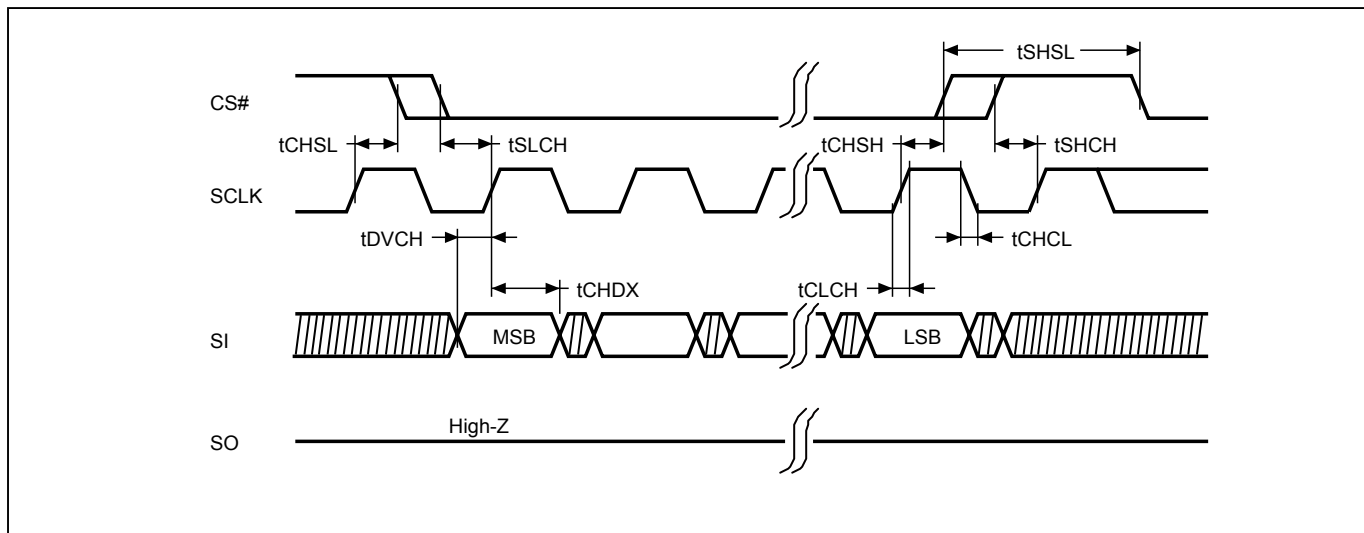 tSHSL
CS#
tCHSL
tSLCH
tCHSH
tSHCH
SCLK
tDVCH
tCHCL
tCHDX
tCLCH
SI
MSB
LSB
High-Z
SO